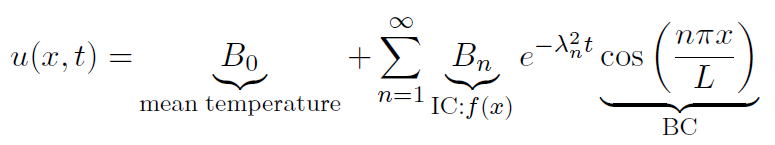 u(x, t) = B₀ + ∑ₙ₌₁^∞ Bₙ e^{−λₙ²t} cos (nπx / L)
mean temperature IC:f(x) BC